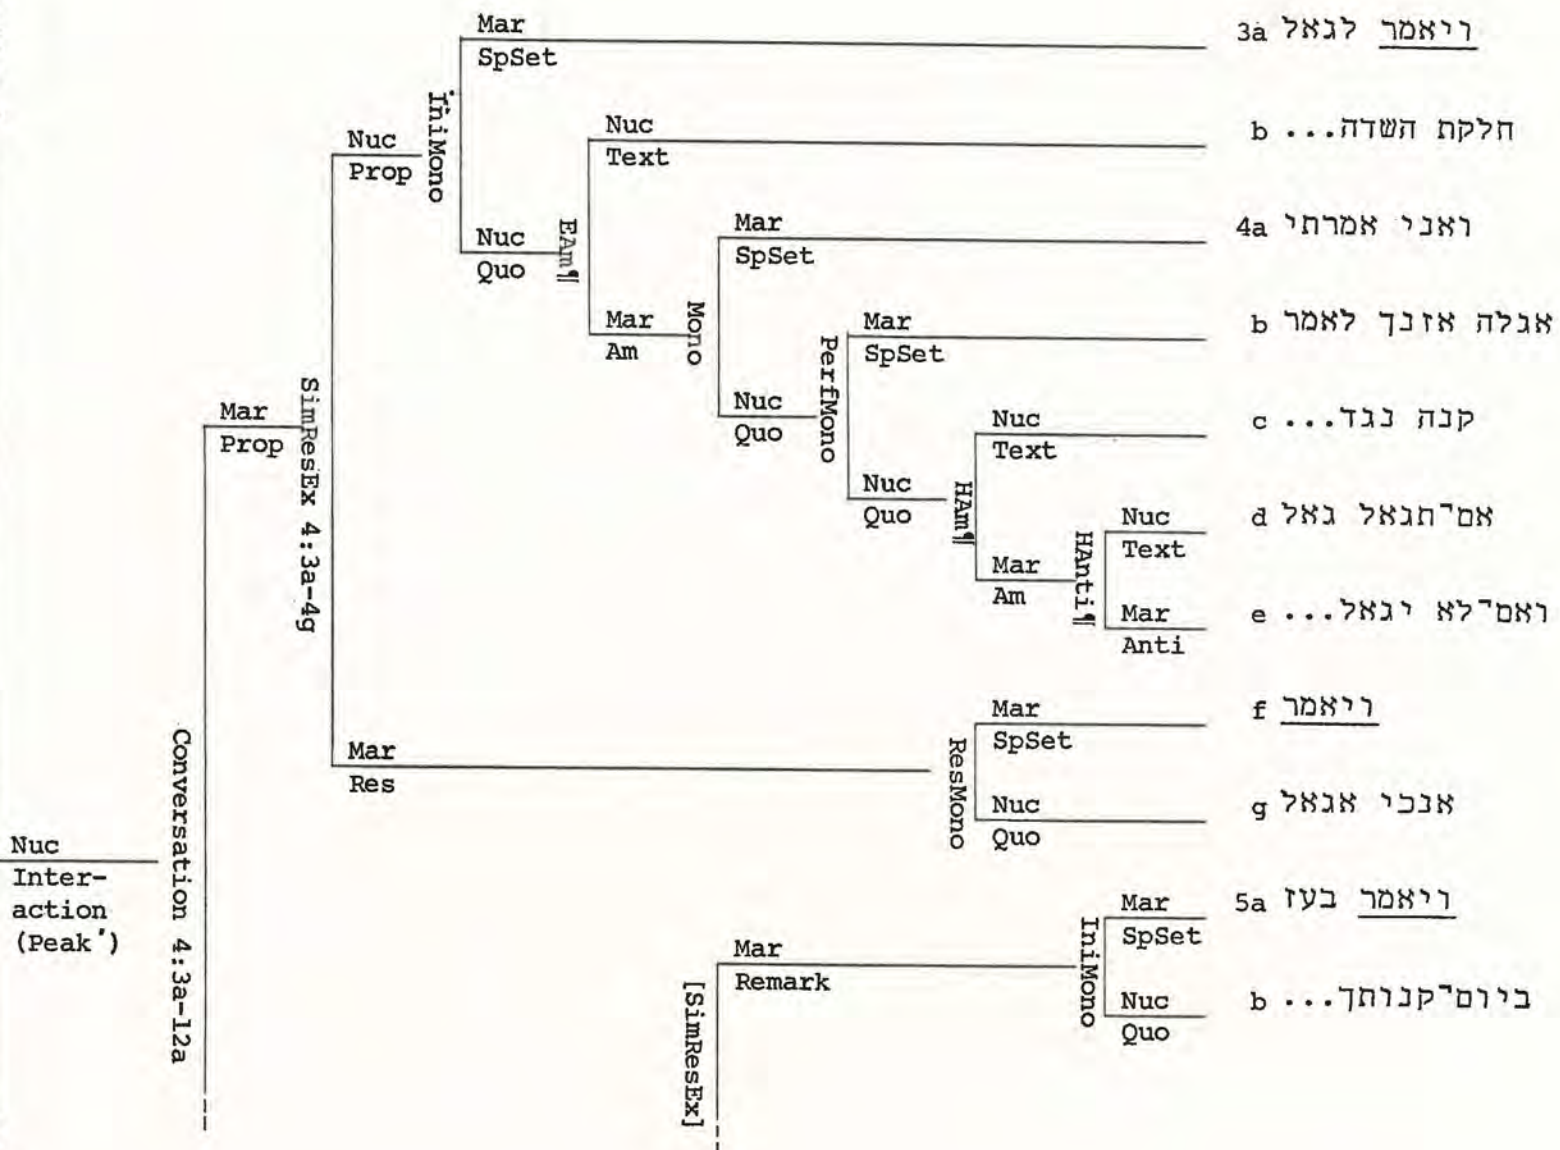 Mar
SpSet
3a ויאמר לגאל
Nuc
Prop
IniMono
Nuc
Text
b חלקת השדה...
Nuc
Quo
EAm¶
Mar
SpSet
4a ואני אמרתי
Mar
Am
Mono
Mar
SpSet
b אגלה אזנך לאמר
Nuc
Quo
PerfMono
Nuc
Text
c קנה נגד...
Mar
Prop
SimResEx 4:3a-4g
Nuc
Quo
HAm¶
Nuc
Text
d אם־תגאל גאל
Mar
Am
HAnti¶
Mar
Anti
e ואם־לא יגאל...
Mar
SpSet
f ויאמר
Mar
Res
ResMono
Nuc
Quo
g אנכי אגאל
Nuc
Inter-
action
(Peak')
Conversation 4:3a-12a
Mar
SpSet
5a ויאמר בעז
Mar
Remark
IniMono
[SimResEx]
Nuc
Quo
b ביום־קנותך...